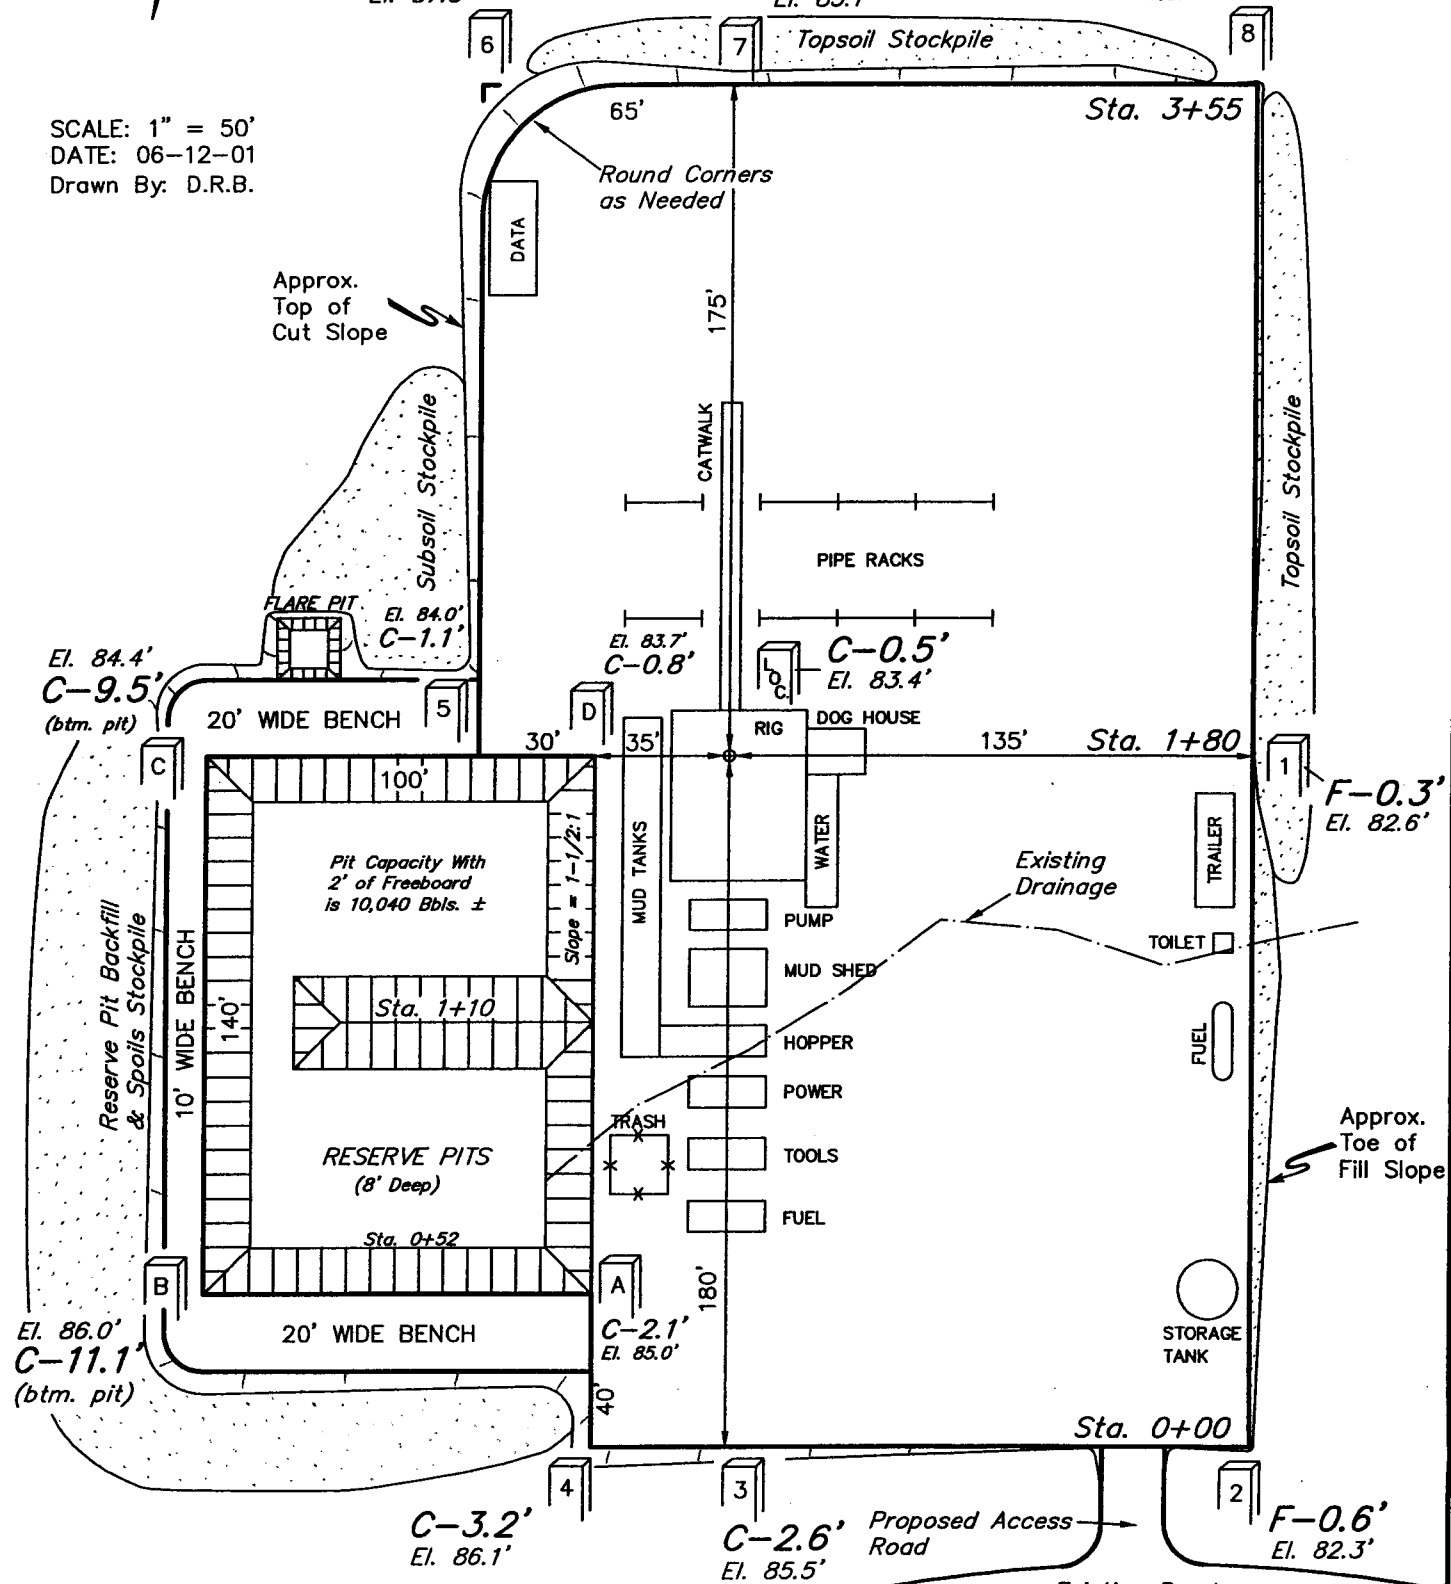 6
7
Topsoil Stockpile
8
SCALE: 1" = 50'
DATE: 06-12-01
Drawn By: D.R.B.
65'
Sta. 3+55
Round Corners
as Needed
DATA
Approx.
Top of
Cut Slope
175'
Subsoil Stockpile
CATWALK
Topsoil Stockpile
PIPE RACKS
FLARE PIT
El. 84.0'
C-1.1'
El. 83.7'
C-0.8'
LOC.
C-0.5'
El. 83.4'
El. 84.4'
C-9.5'
(btm. pit)
20' WIDE BENCH
5
D
RIG
DOG HOUSE
C
30'
35'
135'
Sta. 1+80
1
F-0.3'
El. 82.6'
100'
Pit Capacity With
2' of Freeboard
is 10,040 Bbls. ±
Slope = 1-1/2:1
MUD TANKS
WATER
TRAILER
Existing
Drainage
PUMP
TOILET
MUD SHED
Reserve Pit Backfill
& Spoils Stockpile
10' WIDE BENCH
140'
Sta. 1+10
HOPPER
FUEL
POWER
TRASH
TOOLS
Approx.
Toe of
Fill Slope
RESERVE PITS
(8' Deep)
FUEL
Sta. 0+52
B
A
180'
El. 86.0'
C-11.1'
(btm. pit)
20' WIDE BENCH
C-2.1'
El. 85.0'
STORAGE
TANK
40'
Sta. 0+00
4
3
2
C-3.2'
El. 86.1'
C-2.6'
El. 85.5'
Proposed Access
Road
F-0.6'
El. 82.3'